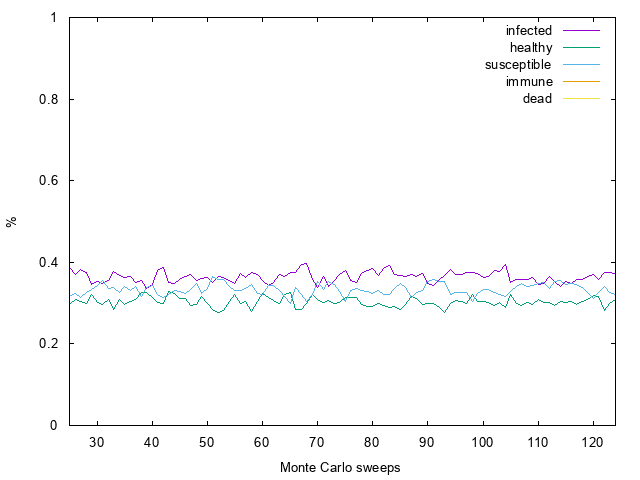 1
0.8
0.6
0.4
0.2
0
%
infected
healthy
susceptible
immune
dead
30 40 50 60 70 80 90 100 110 120
Monte Carlo sweeps